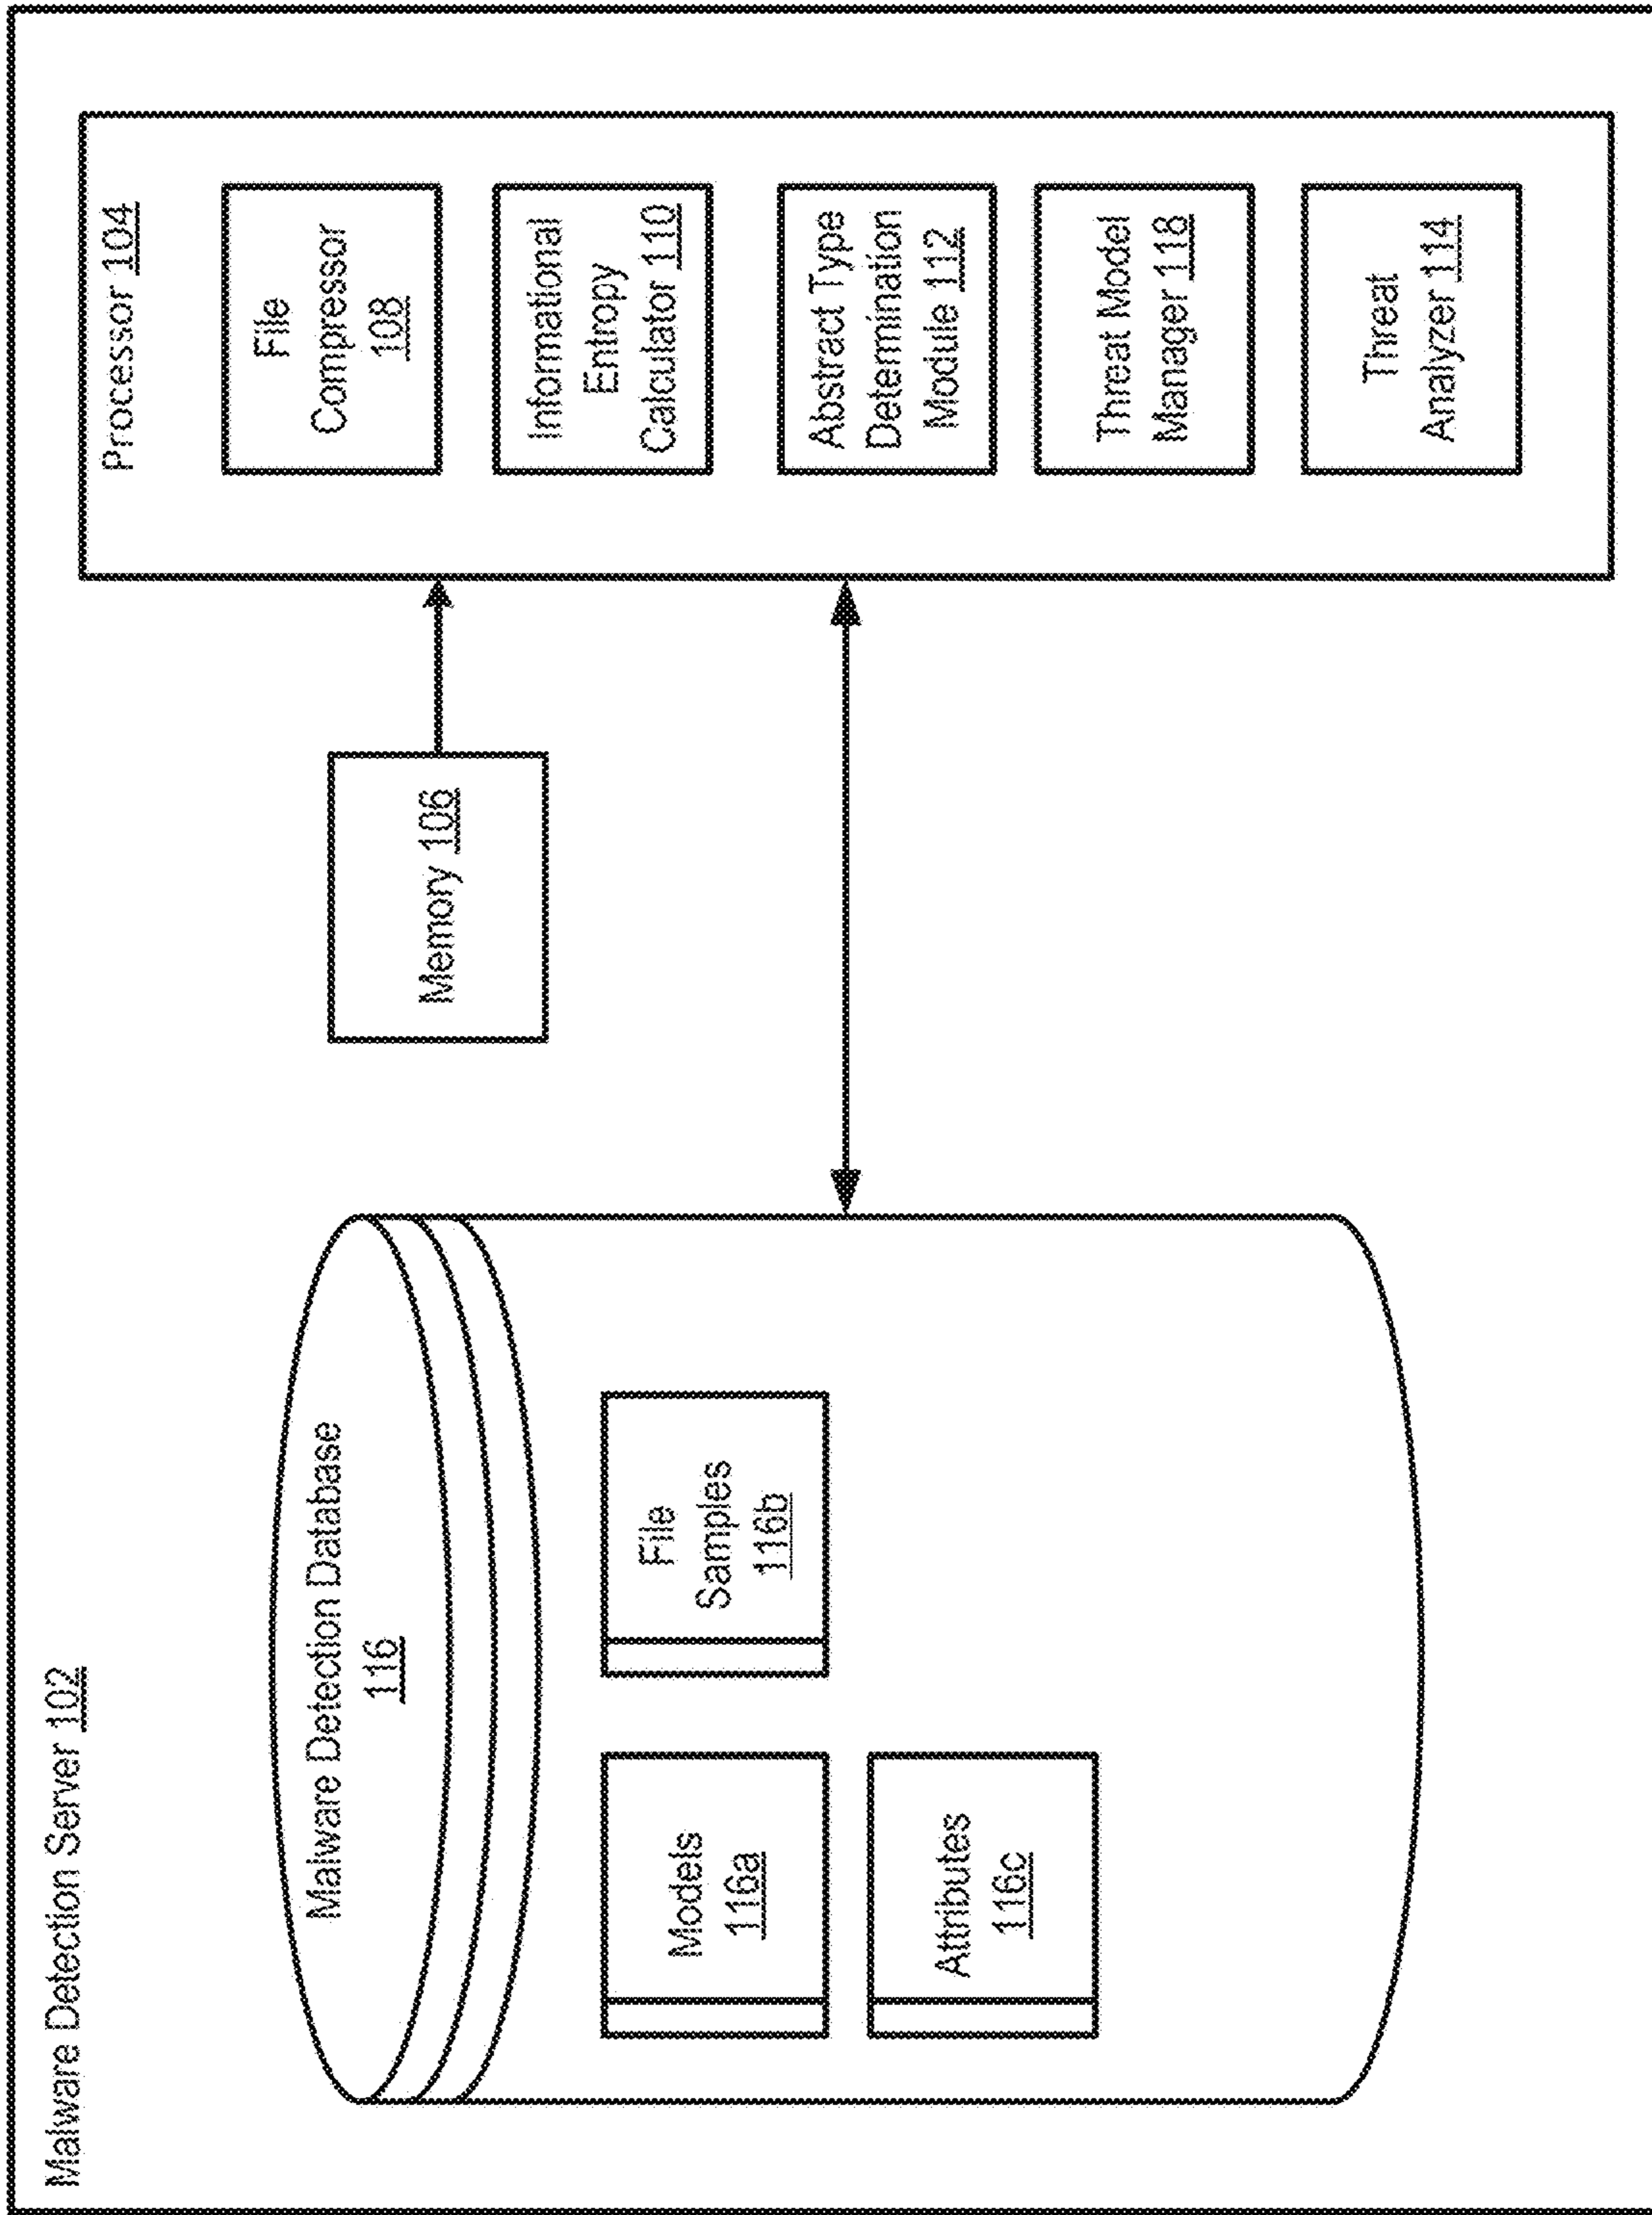 Malware Detection Server 102
Malware Detection Database
116
Models
116a
File
Samples
116b
Attributes
116c
Memory 106
Processor 104
File
Compressor
108
Informational
Entropy
Calculator 110
Abstract Type
Determination
Module 112
Threat Model
Manager 118
Threat
Analyzer 114